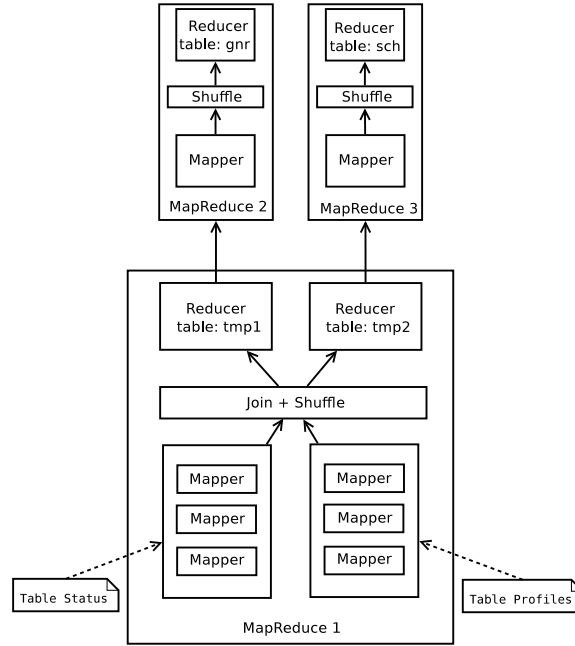 Reducer
table: gnr
Shuffle
Mapper
MapReduce 2
Reducer
table: sch
Shuffle
Mapper
MapReduce 3
Reducer
table: tmp1
Reducer
table: tmp2
Join + Shuffle
Mapper
Mapper
Mapper
Mapper
Mapper
Mapper
Table Status
Table Profiles
MapReduce 1